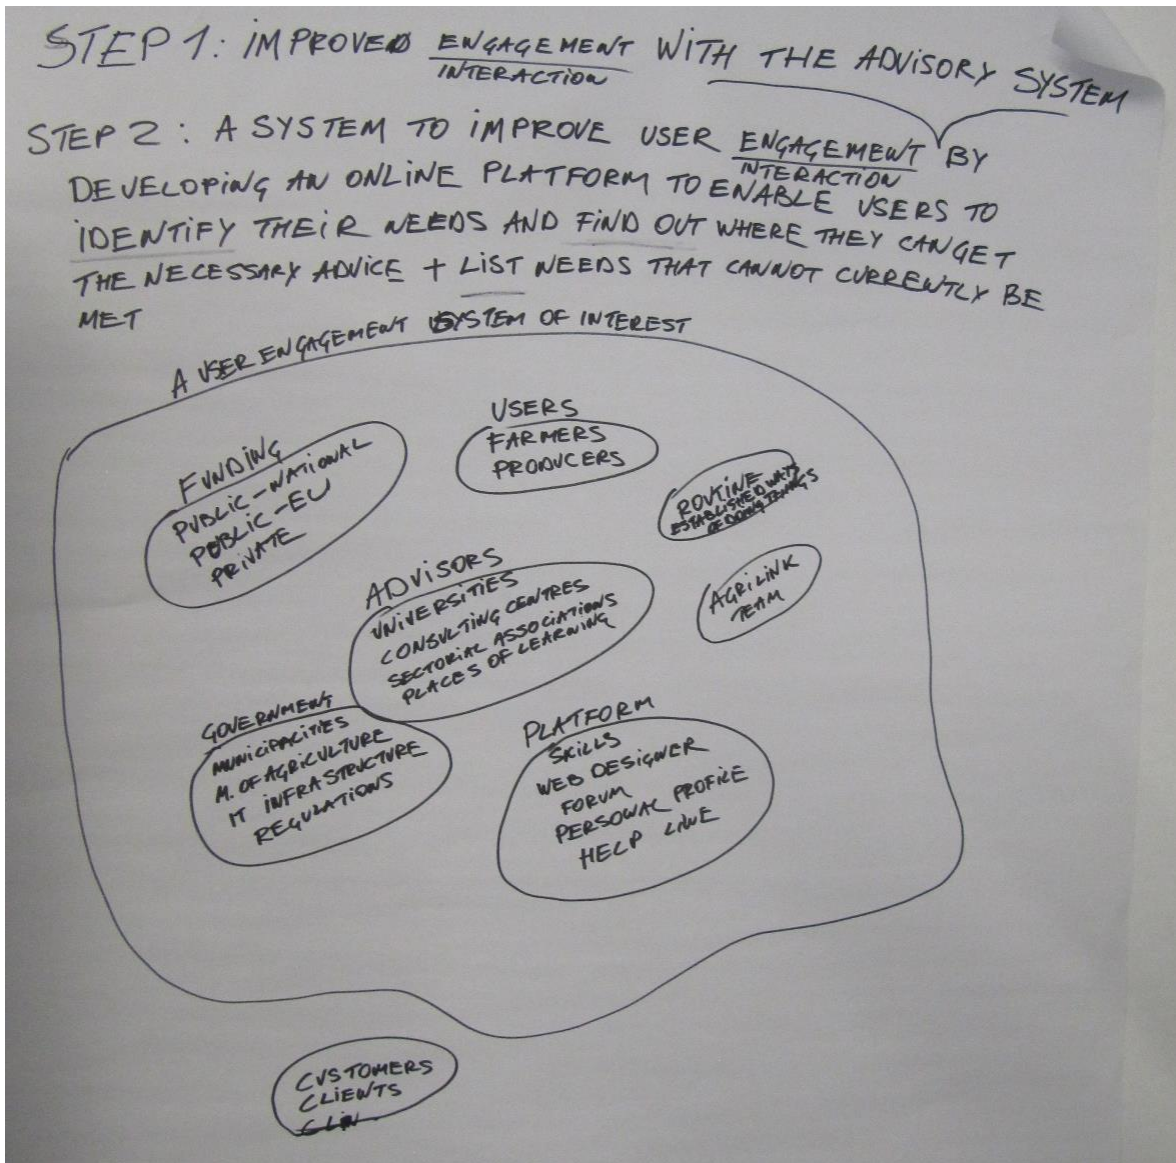 STEP 1: IMPROVED ENGAGEMENT WITH THE ADVISORY SYSTEM
INTERACTION
STEP 2: A SYSTEM TO IMPROVE USER ENGAGEMENT BY
INTERACTION
DEVELOPING AN ONLINE PLATFORM TO ENABLE USERS TO
IDENTIFY THEIR NEEDS AND FIND OUT WHERE THEY CAN GET
THE NECESSARY ADVICE + LIST NEEDS THAT CANNOT CURRENTLY BE
MET
A USER ENGAGEMENT SYSTEM OF INTEREST
FUNDING
PUBLIC-NATIONAL
PUBLIC-EU
PRIVATE
USERS
FARMERS
PRODUCERS
ROUTINE
ESTABLISHED WAYS
OF DOING THINGS
AGRILINK
TEAM
ADVISORS
UNIVERSITIES
CONSULTING CENTRES
SECTORIAL ASSOCIATIONS
PLACES OF LEARNING
GOVERNMENT
MUNICIPALITIES
M. OF AGRICULTURE
IT INFRASTRUCTURE
REGULATIONS
PLATFORM
SKILLS
WEB DESIGNER
FORUM
PERSONAL PROFILE
HELP LINE
CUSTOMERS
CLIENTS